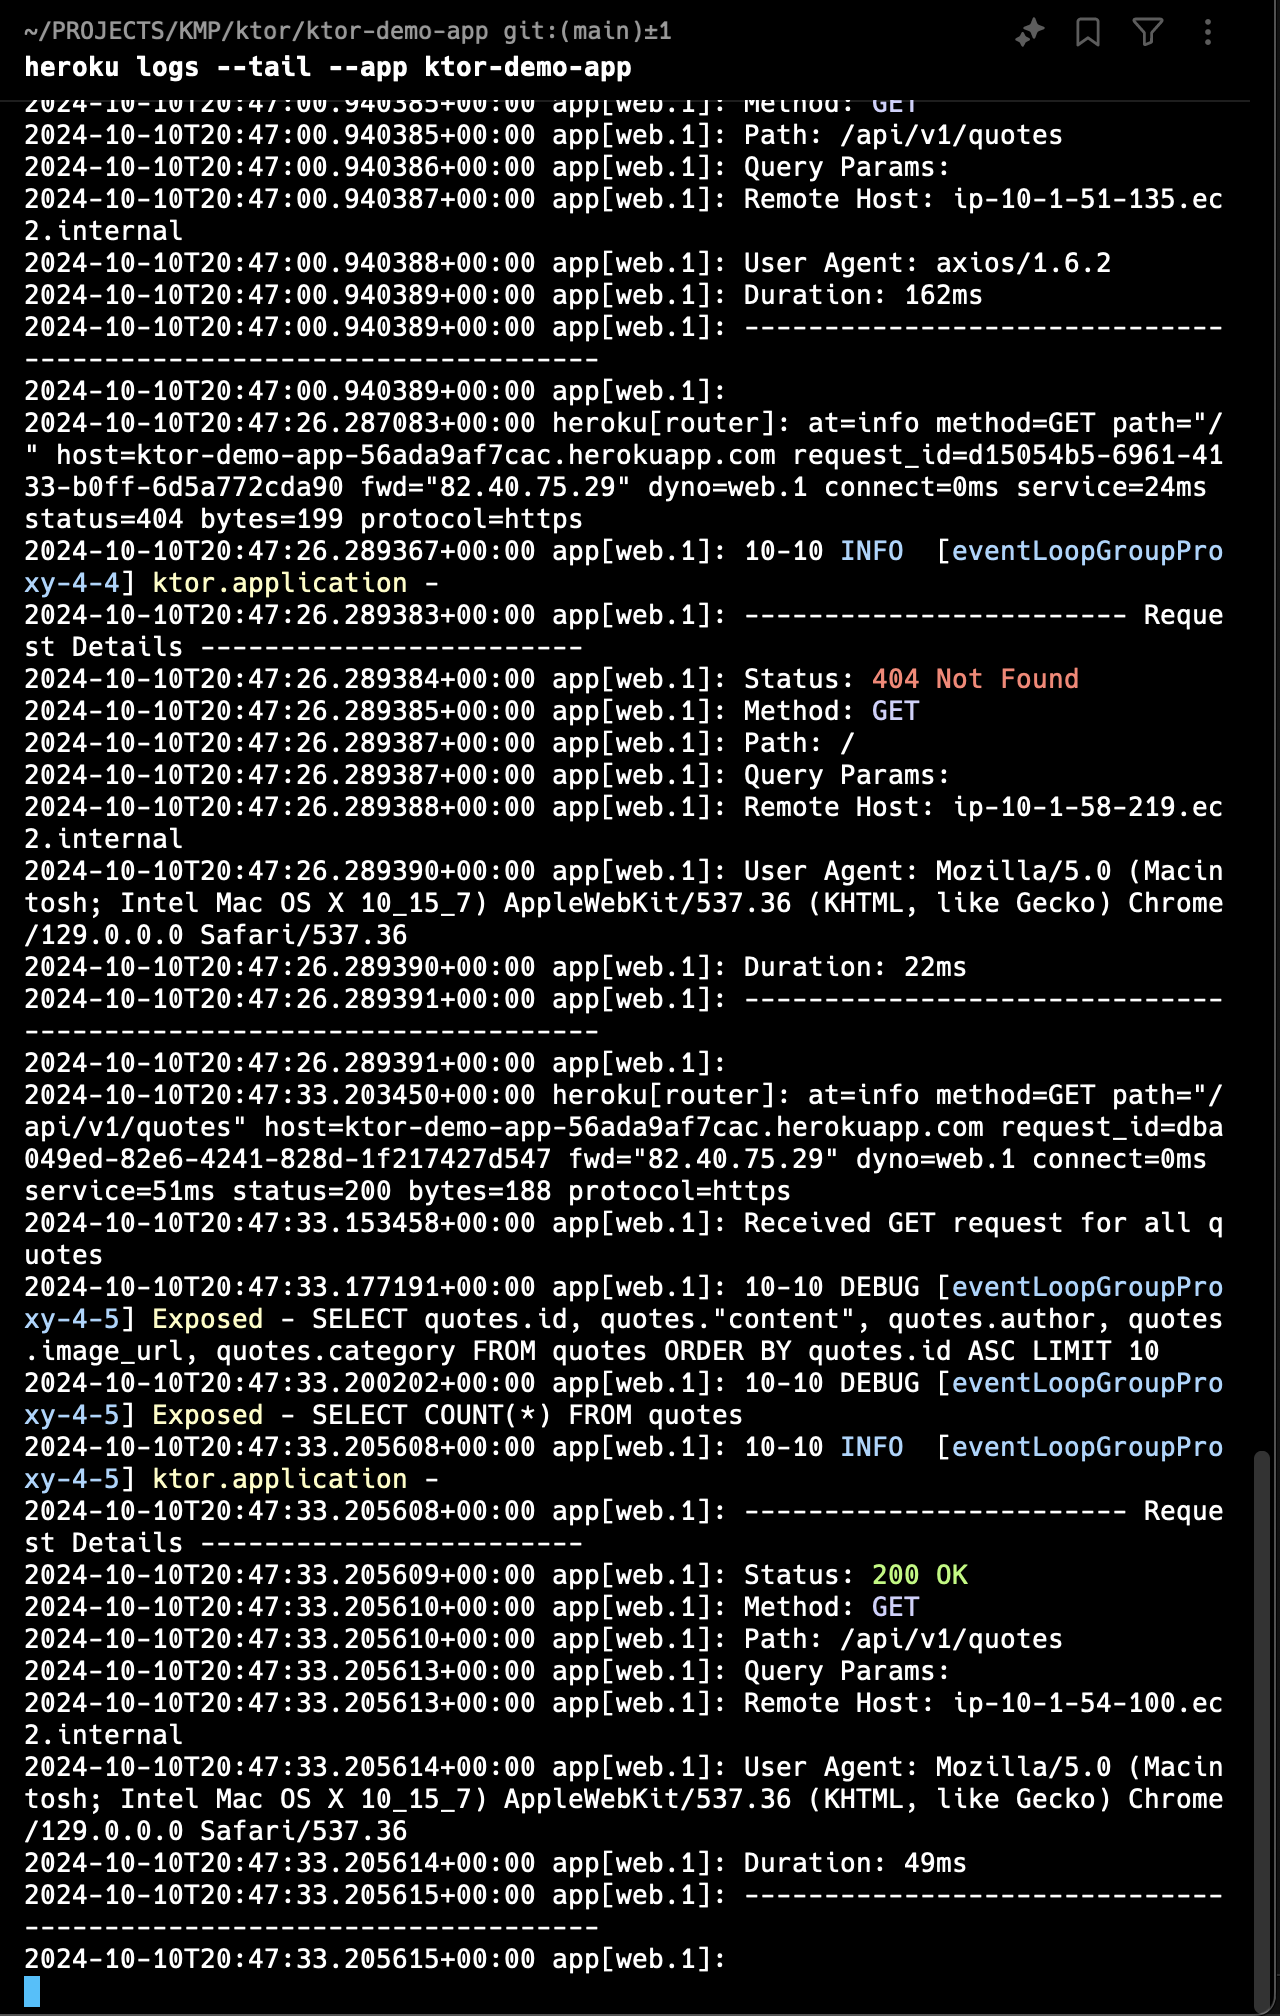 ~/PROJECTS/KMP/ktor/ktor-demo-app git:(main)±1
heroku logs --tail --app ktor-demo-app
2024-10-10T20:47:00.940385+00:00 app[web.1]: Method: GET
2024-10-10T20:47:00.940385+00:00 app[web.1]: Path: /api/v1/quotes
2024-10-10T20:47:00.940386+00:00 app[web.1]: Query Params:
2024-10-10T20:47:00.940387+00:00 app[web.1]: Remote Host: ip-10-1-51-135.ec
2.internal
2024-10-10T20:47:00.940388+00:00 app[web.1]: User Agent: axios/1.6.2
2024-10-10T20:47:00.940389+00:00 app[web.1]: Duration: 162ms
2024-10-10T20:47:00.940389+00:00 app[web.1]: ------------------------------
------------------------------------
2024-10-10T20:47:00.940389+00:00 app[web.1]:
2024-10-10T20:47:26.287083+00:00 heroku[router]: at=info method=GET path="/
" host=ktor-demo-app-56ada9af7cac.herokuapp.com request_id=d15054b5-6961-41
33-b0ff-6d5a772cda90 fwd="82.40.75.29" dyno=web.1 connect=0ms service=24ms
status=404 bytes=199 protocol=https
2024-10-10T20:47:26.289367+00:00 app[web.1]: 10-10 INFO  [eventLoopGroupPro
xy-4-4] ktor.application -
2024-10-10T20:47:26.289383+00:00 app[web.1]: ------------------------ Reque
st Details ------------------------
2024-10-10T20:47:26.289384+00:00 app[web.1]: Status: 404 Not Found
2024-10-10T20:47:26.289385+00:00 app[web.1]: Method: GET
2024-10-10T20:47:26.289387+00:00 app[web.1]: Path: /
2024-10-10T20:47:26.289387+00:00 app[web.1]: Query Params:
2024-10-10T20:47:26.289388+00:00 app[web.1]: Remote Host: ip-10-1-58-219.ec
2.internal
2024-10-10T20:47:26.289390+00:00 app[web.1]: User Agent: Mozilla/5.0 (Macin
tosh; Intel Mac OS X 10_15_7) AppleWebKit/537.36 (KHTML, like Gecko) Chrome
/129.0.0.0 Safari/537.36
2024-10-10T20:47:26.289390+00:00 app[web.1]: Duration: 22ms
2024-10-10T20:47:26.289391+00:00 app[web.1]: ------------------------------
------------------------------------
2024-10-10T20:47:26.289391+00:00 app[web.1]:
2024-10-10T20:47:33.203450+00:00 heroku[router]: at=info method=GET path="/
api/v1/quotes" host=ktor-demo-app-56ada9af7cac.herokuapp.com request_id=dba
049ed-82e6-4241-828d-1f217427d547 fwd="82.40.75.29" dyno=web.1 connect=0ms
service=51ms status=200 bytes=188 protocol=https
2024-10-10T20:47:33.153458+00:00 app[web.1]: Received GET request for all q
uotes
2024-10-10T20:47:33.177191+00:00 app[web.1]: 10-10 DEBUG [eventLoopGroupPro
xy-4-5] Exposed - SELECT quotes.id, quotes."content", quotes.author, quotes
.image_url, quotes.category FROM quotes ORDER BY quotes.id ASC LIMIT 10
2024-10-10T20:47:33.200202+00:00 app[web.1]: 10-10 DEBUG [eventLoopGroupPro
xy-4-5] Exposed - SELECT COUNT(*) FROM quotes
2024-10-10T20:47:33.205608+00:00 app[web.1]: 10-10 INFO  [eventLoopGroupPro
xy-4-5] ktor.application -
2024-10-10T20:47:33.205608+00:00 app[web.1]: ------------------------ Reque
st Details ------------------------
2024-10-10T20:47:33.205609+00:00 app[web.1]: Status: 200 OK
2024-10-10T20:47:33.205610+00:00 app[web.1]: Method: GET
2024-10-10T20:47:33.205610+00:00 app[web.1]: Path: /api/v1/quotes
2024-10-10T20:47:33.205613+00:00 app[web.1]: Query Params:
2024-10-10T20:47:33.205613+00:00 app[web.1]: Remote Host: ip-10-1-54-100.ec
2.internal
2024-10-10T20:47:33.205614+00:00 app[web.1]: User Agent: Mozilla/5.0 (Macin
tosh; Intel Mac OS X 10_15_7) AppleWebKit/537.36 (KHTML, like Gecko) Chrome
/129.0.0.0 Safari/537.36
2024-10-10T20:47:33.205614+00:00 app[web.1]: Duration: 49ms
2024-10-10T20:47:33.205615+00:00 app[web.1]: ------------------------------
------------------------------------
2024-10-10T20:47:33.205615+00:00 app[web.1]: